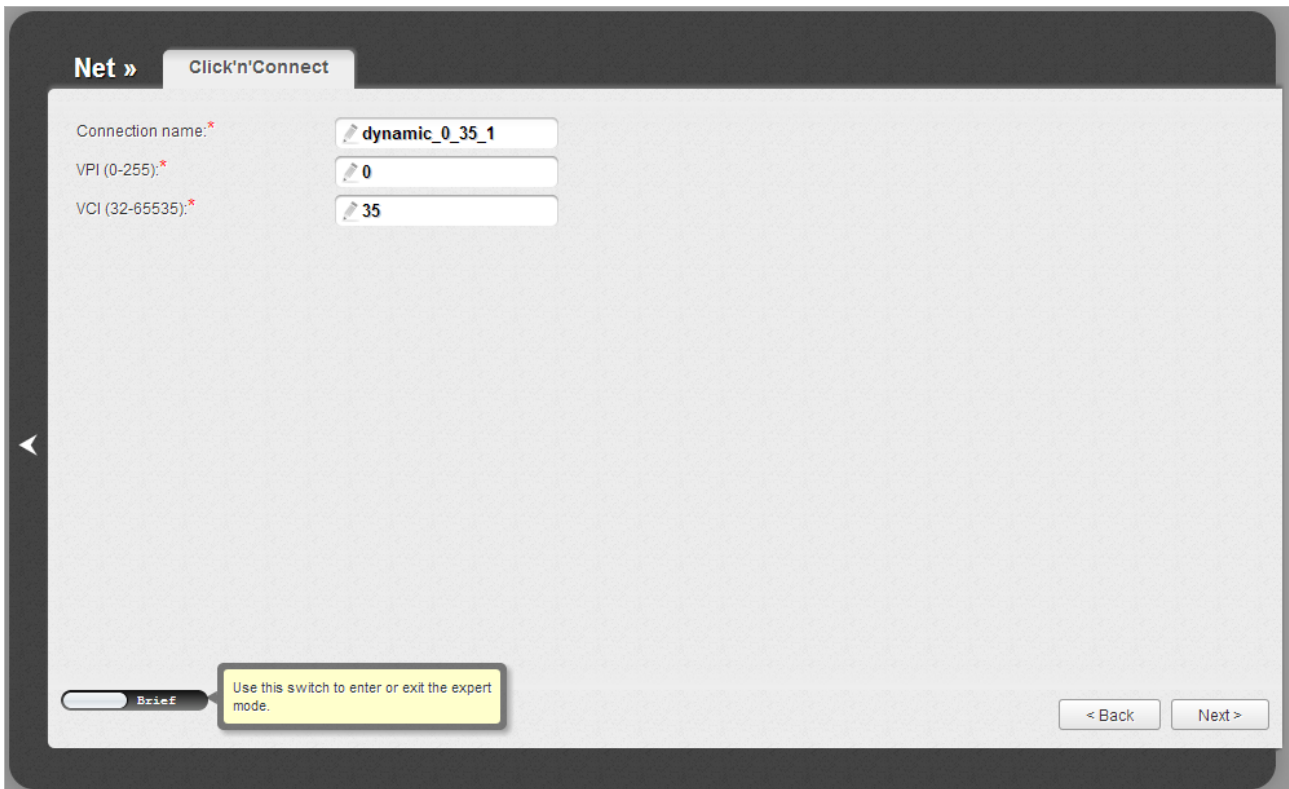 Net » Click'n'Connect
Connection name:* dynamic_0_35_1
VPI (0-255):* 0
VCI (32-65535):* 35
Brief
Use this switch to enter or exit the expert
mode.
< Back Next >